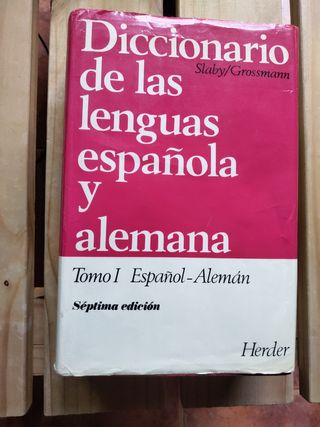 Diccionario
Slaby/Grossmann
de las
lenguas
española
y
alemana
Tomo I Español-Alemán
Séptima edición
Herder